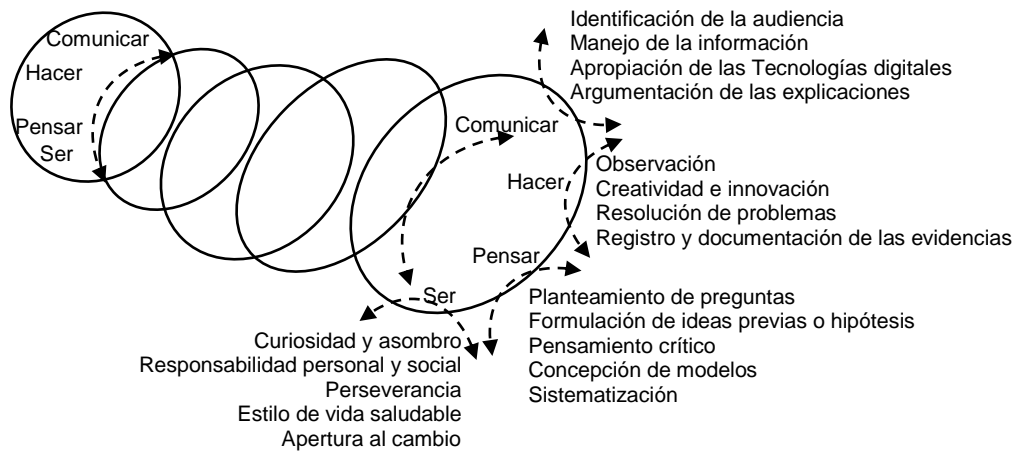 Comunicar
Hacer
Pensar
Ser
Identificación de la audiencia
Manejo de la información
Apropiación de las Tecnologías digitales
Argumentación de las explicaciones
Comunicar
Hacer
Pensar
Ser
Observación
Creatividad e innovación
Resolución de problemas
Registro y documentación de las evidencias
Planteamiento de preguntas
Formulación de ideas previas o hipótesis
Pensamiento crítico
Concepción de modelos
Sistematización
Curiosidad y asombro
Responsabilidad personal y social
Perseverancia
Estilo de vida saludable
Apertura al cambio